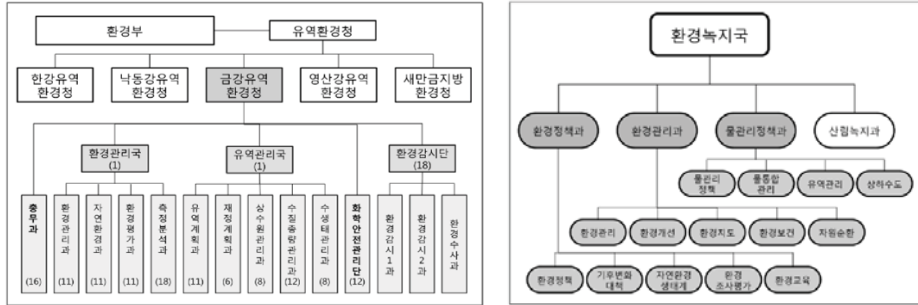 환경부
유역환경청
한강유역
환경청
낙동강유역
환경청
금강유역
환경청
영산강유역
환경청
새만금지방
환경청
환경관리국
(1)
유역관리국
(1)
환경감시단
(18)
총무과
(16)
환경관리과
(11)
자연환경과
(11)
환경평가과
(11)
측정분석과
(18)
유역계획과
(11)
재정계획과
(6)
상수원관리과
(8)
수질총량관리과
(12)
수생태관리과
(8)
화학안전관리단
(12)
환경감시1과
환경감시2과
환경수사과
환경녹지국
환경정책과
환경관리과
물관리정책과
산림녹지과
물관리
정책
물통합
관리
유역관리
상하수도
환경관리
환경개선
환경지도
환경보건
자원순환
환경정책
기후변화
대책
자연환경
생태계
환경
조사평가
환경교육